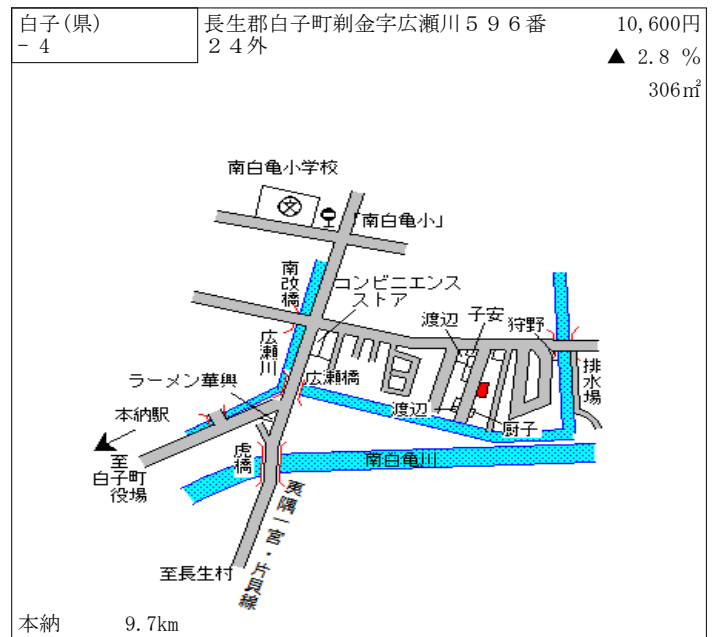 白子(県)
- 4
長生郡白子町剃金字広瀬川５９６番
２４外
10,600円
▲ 2.8 %
306㎡
南白亀小学校
「南白亀小」
南改橋
コンビニエンス
ストア
広瀬川
渡辺
子安
狩野
排水場
ラーメン華興
広瀬橋
本納駅
渡辺
厨子
至
白子町
役場
虎橋
南白亀川
夷隅一宮・片貝線
至長生村
本納 9.7km